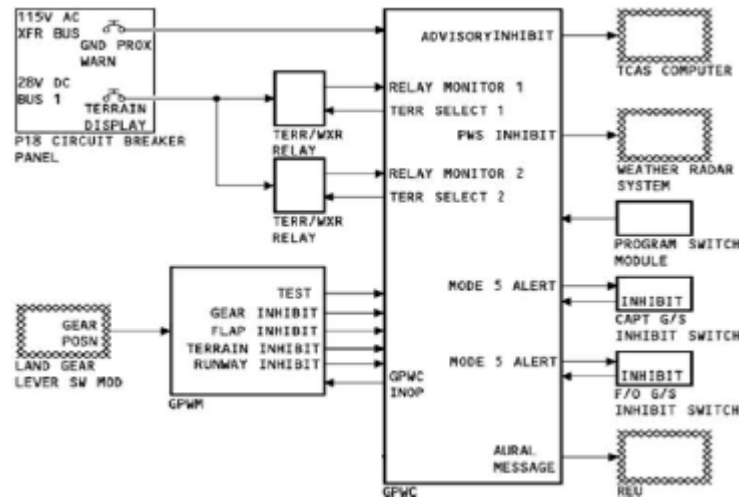 115V AC
XFR BUS
GND PROX
WARN
28V DC
BUS 1
TERRAIN
DISPLAY
P18 CIRCUIT BREAKER
PANEL
TERR/WXR
RELAY
TERR/WXR
RELAY
ADVISORY INHIBIT
RELAY MONITOR 1
TERR SELECT 1
PWS INHIBIT
RELAY MONITOR 2
TERR SELECT 2
MODE 5 ALERT
MODE 5 ALERT
GPWC
INOP
AURAL
MESSAGE
GPWC
TEST
GEAR INHIBIT
FLAP INHIBIT
TERRAIN INHIBIT
RUNWAY INHIBIT
GPWM
GEAR
POSN
LAND GEAR
LEVER SW MOD
TCAS COMPUTER
WEATHER RADAR
SYSTEM
PROGRAM SWITCH
MODULE
INHIBIT
CAPT G/S
INHIBIT SWITCH
INHIBIT
F/O G/S
INHIBIT SWITCH
REU